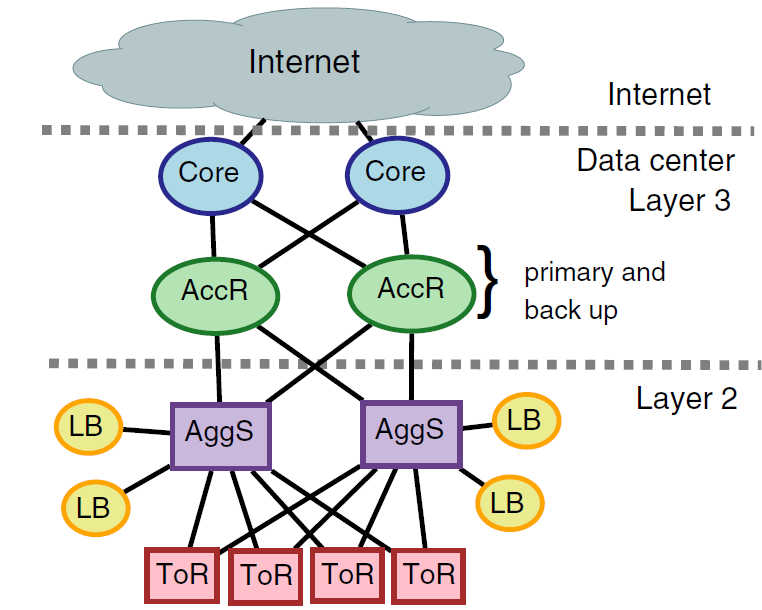 Internet
Internet
Data center
Layer 3
Core
Core
AccR
AccR
}
primary and
back up
Layer 2
LB
AggS
AggS
LB
LB
LB
ToR
ToR
ToR
ToR